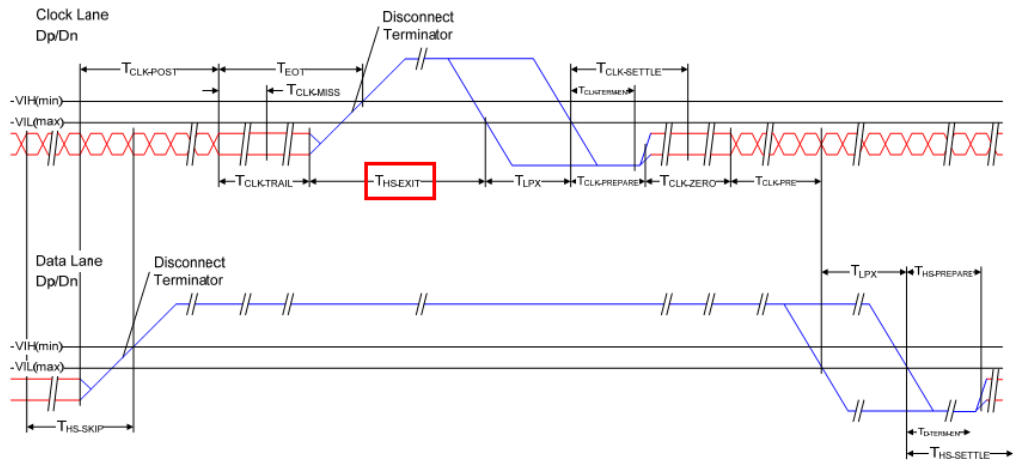 Clock Lane
Dp/Dn
Disconnect
Terminator
TCLK-POST
TEOT
TCLK-SETTLE
TCLK-MISS
TCLK-TERM-EN
VIH(min)
VIL(max)
TCLK-TRAIL
THS-EXIT
TLPX
TCLK-PREPARE
TCLK-ZERO
TCLK-PRE
Data Lane
Dp/Dn
Disconnect
Terminator
TLPX
THS-PREPARE
VIH(min)
VIL(max)
THS-SKIP
TD-TERM-EN
THS-SETTLE